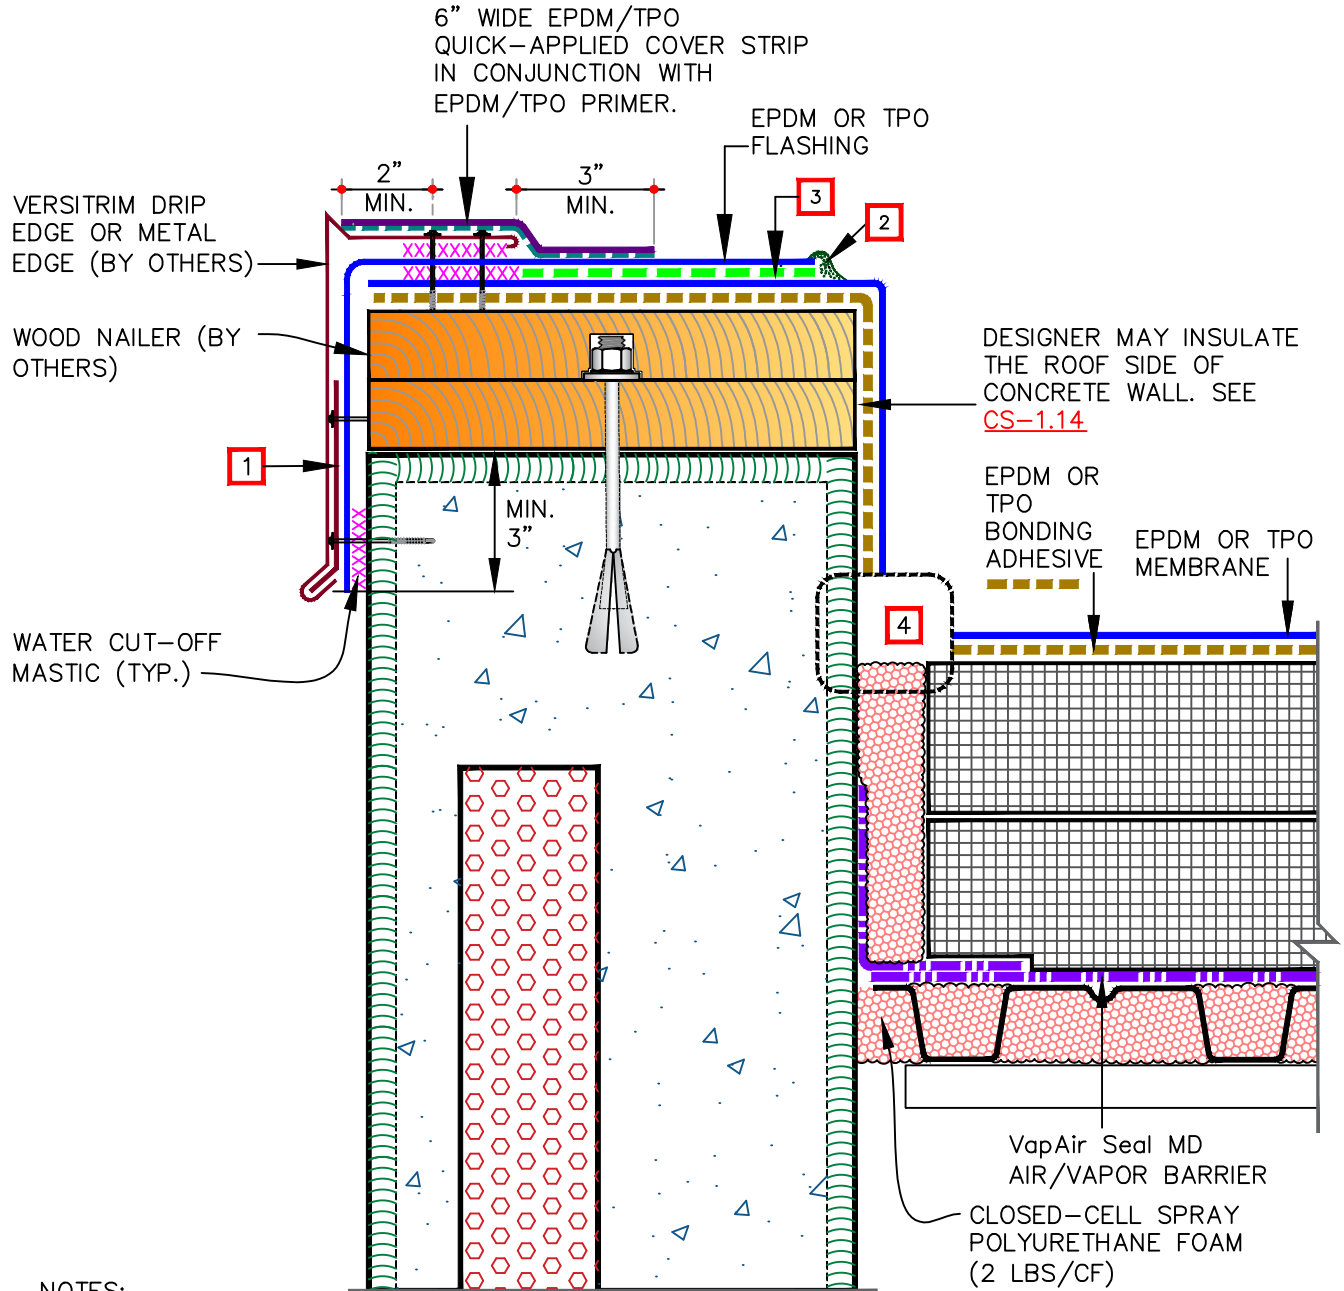 6” WIDE EPDM/TPO
QUICK-APPLIED COVER STRIP
IN CONJUNCTION WITH
EPDM/TPO PRIMER.
EPDM OR TPO
FLASHING
2”
MIN.
3”
MIN.
3
2
VERSITRIM DRIP
EDGE OR METAL
EDGE (BY OTHERS)
WOOD NAILER (BY
OTHERS)
DESIGNER MAY INSULATE
THE ROOF SIDE OF
CONCRETE WALL. SEE
CS-1.14
1
MIN.
3”
EPDM OR
TPO
BONDING
ADHESIVE
EPDM OR TPO
MEMBRANE
4
WATER CUT-OFF
MASTIC (TYP.)
VapAir Seal MD
AIR/VAPOR BARRIER
CLOSED-CELL SPRAY
POLYURETHANE FOAM
(2 LBS/CF)
NOTES: